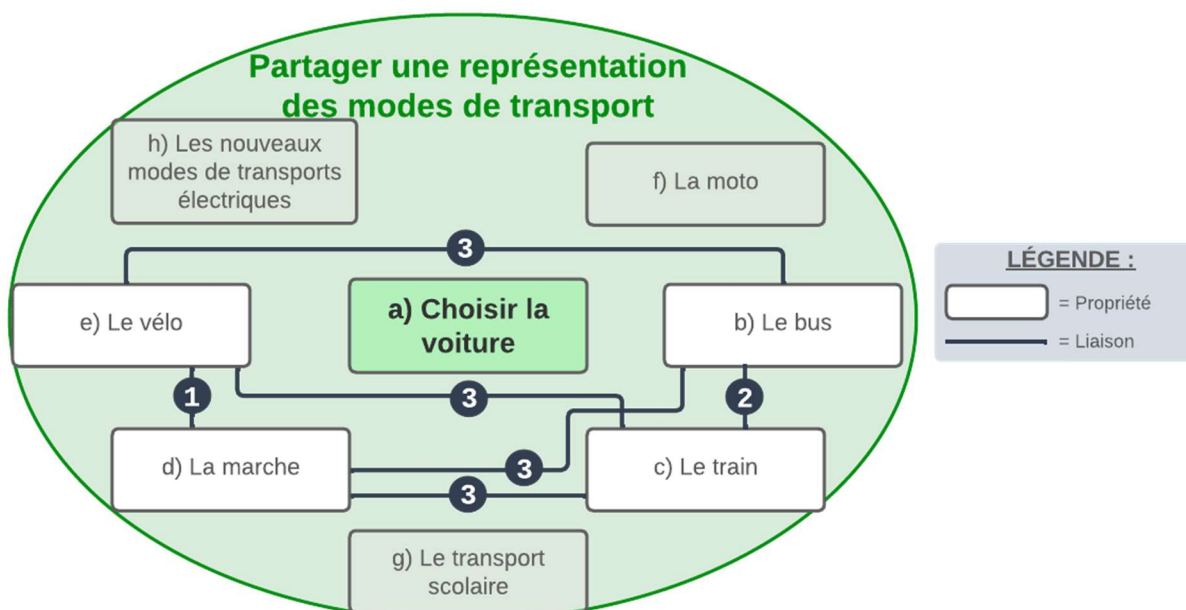 Partager une représentation
des modes de transport
h) Les nouveaux
modes de transports
électriques
f) La moto
3
LÉGENDE :
= Propriété
= Liaison
e) Le vélo
a) Choisir la
voiture
b) Le bus
1
3
2
d) La marche
3
3
c) Le train
g) Le transport
scolaire